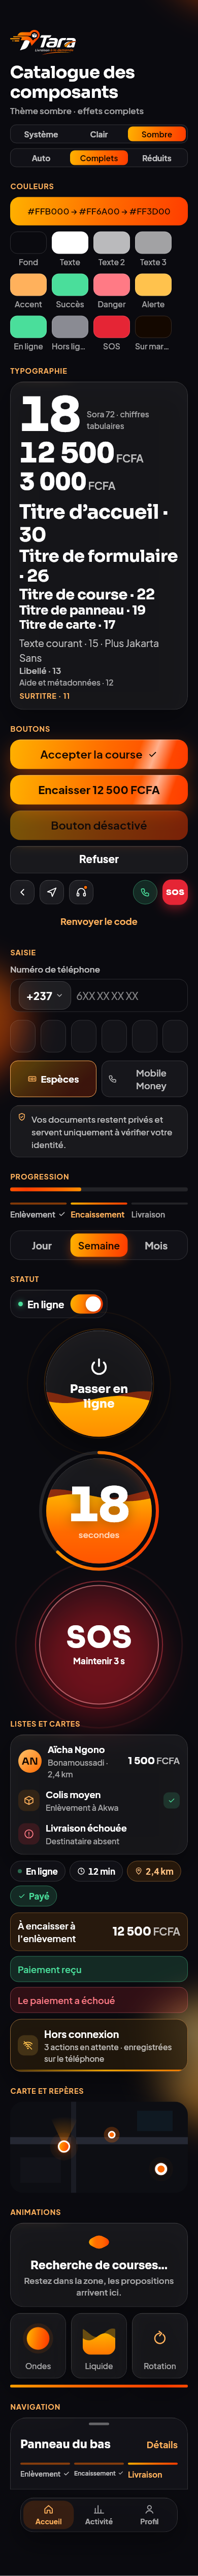 Tara
Catalogue des
composants
Thème sombre · effets complets
Système Clair Sombre
Auto Complets Réduits
COULEURS
#FFB000 → #FF6A00 → #FF3D00
Fond Texte Texte 2 Texte 3
Accent Succès Danger Alerte
En ligne Hors lig... SOS Sur mar...
TYPOGRAPHIE
18 Sora 72 · chiffres
tabulaires
12 500 FCFA
3 000 FCFA
Titre d'accueil ·
30
Titre de formulaire
· 26
Titre de course · 22
Titre de panneau · 19
Titre de carte · 17
Texte courant · 15 · Plus Jakarta
Sans
Libellé · 13
Aide et métadonnées · 12
SURTITRE · 11
BOUTONS
Accepter la course
Encaisser 12 500 FCFA
Bouton désactivé
Refuser
SOS
Renvoyer le code
SAISIE
Numéro de téléphone
+237 6XX XX XX XX
Espèces
Mobile
Money
Vos documents restent privés et
servent uniquement à vérifier votre
identité.
PROGRESSION
Enlèvement Encaissement Livraison
Jour Semaine Mois
STATUT
En ligne
Passer en
ligne
18
secondes
SOS
Maintenir 3 s
LISTES ET CARTES
AN
Aïcha Ngono
Bonamoussadi ·
2,4 km
1 500 FCFA
Colis moyen
Enlèvement à Akwa
Livraison échouée
Destinataire absent
En ligne 12 min 2,4 km
Payé
À encaisser à
l'enlèvement
12 500 FCFA
Paiement reçu
Le paiement a échoué
Hors connexion
3 actions en attente · enregistrées
sur le téléphone
CARTE ET REPÈRES
ANIMATIONS
Recherche de courses...
Restez dans la zone, les propositions
arrivent ici.
Ondes Liquide Rotation
NAVIGATION
Panneau du bas Détails
Enlèvement Encaissement Livraison
Accueil Activité Profil